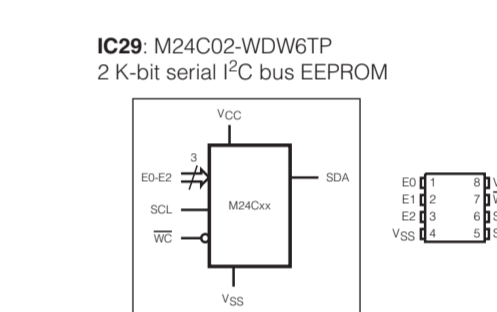 IC29: M24C02-WDW6TP
2 K-bit serial I²C bus EEPROM
VCC
3
E0-E2
SDA
SCL
M24Cxx
WC
VSS
E0 1 8
E1 2 7
E2 3 6
VSS 4 5